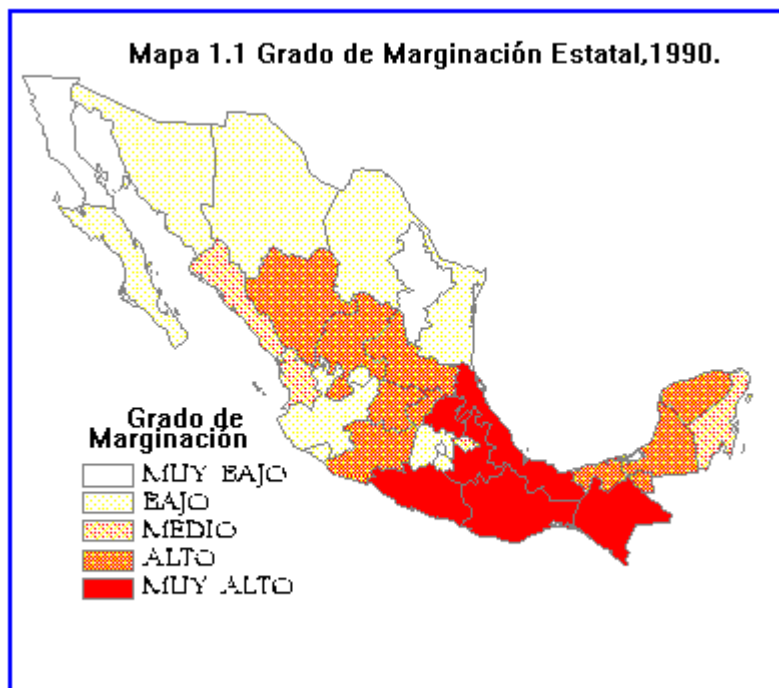 Mapa 1.1 Grado de Marginación Estatal,1990.
Grado de
Marginación
MUY BAJO
BAJO
MEDIO
ALTO
MUY ALTO